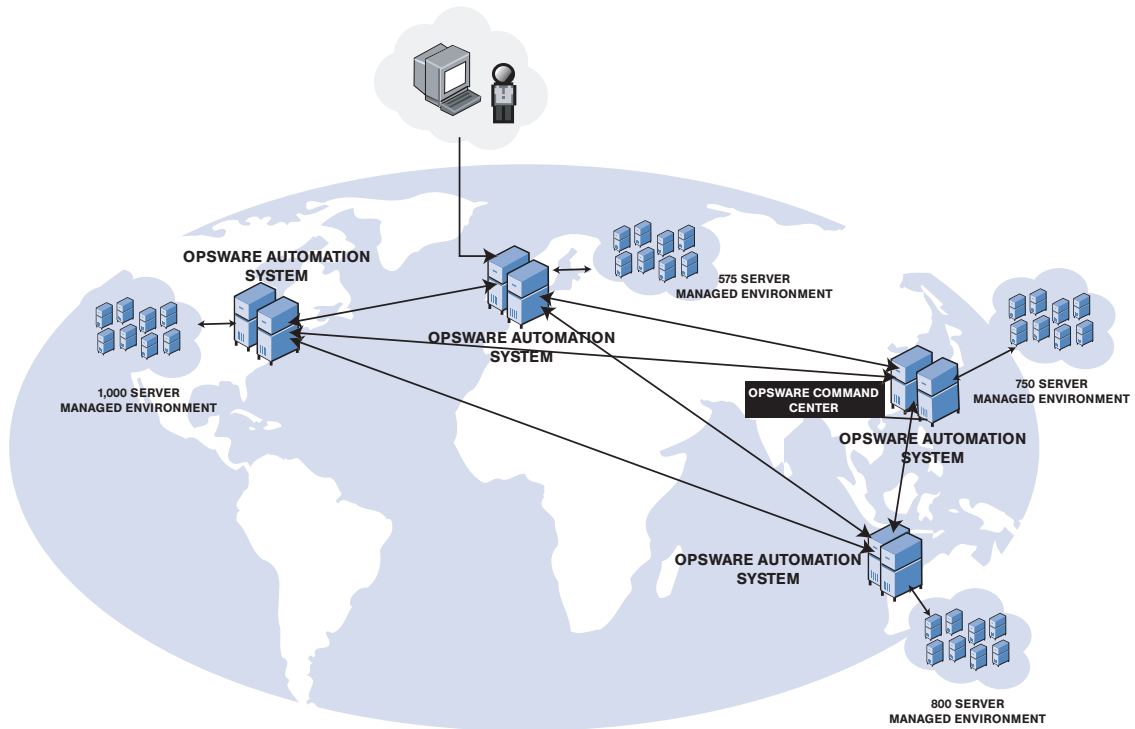 OPSWARE AUTOMATION
SYSTEM
575 SERVER
MANAGED ENVIRONMENT
OPSWARE AUTOMATION
SYSTEM
1,000 SERVER
MANAGED ENVIRONMENT
OPSWARE COMMAND
CENTER
750 SERVER
MANAGED ENVIRONMENT
OPSWARE AUTOMATION
SYSTEM
OPSWARE AUTOMATION
SYSTEM
800 SERVER
MANAGED ENVIRONMENT